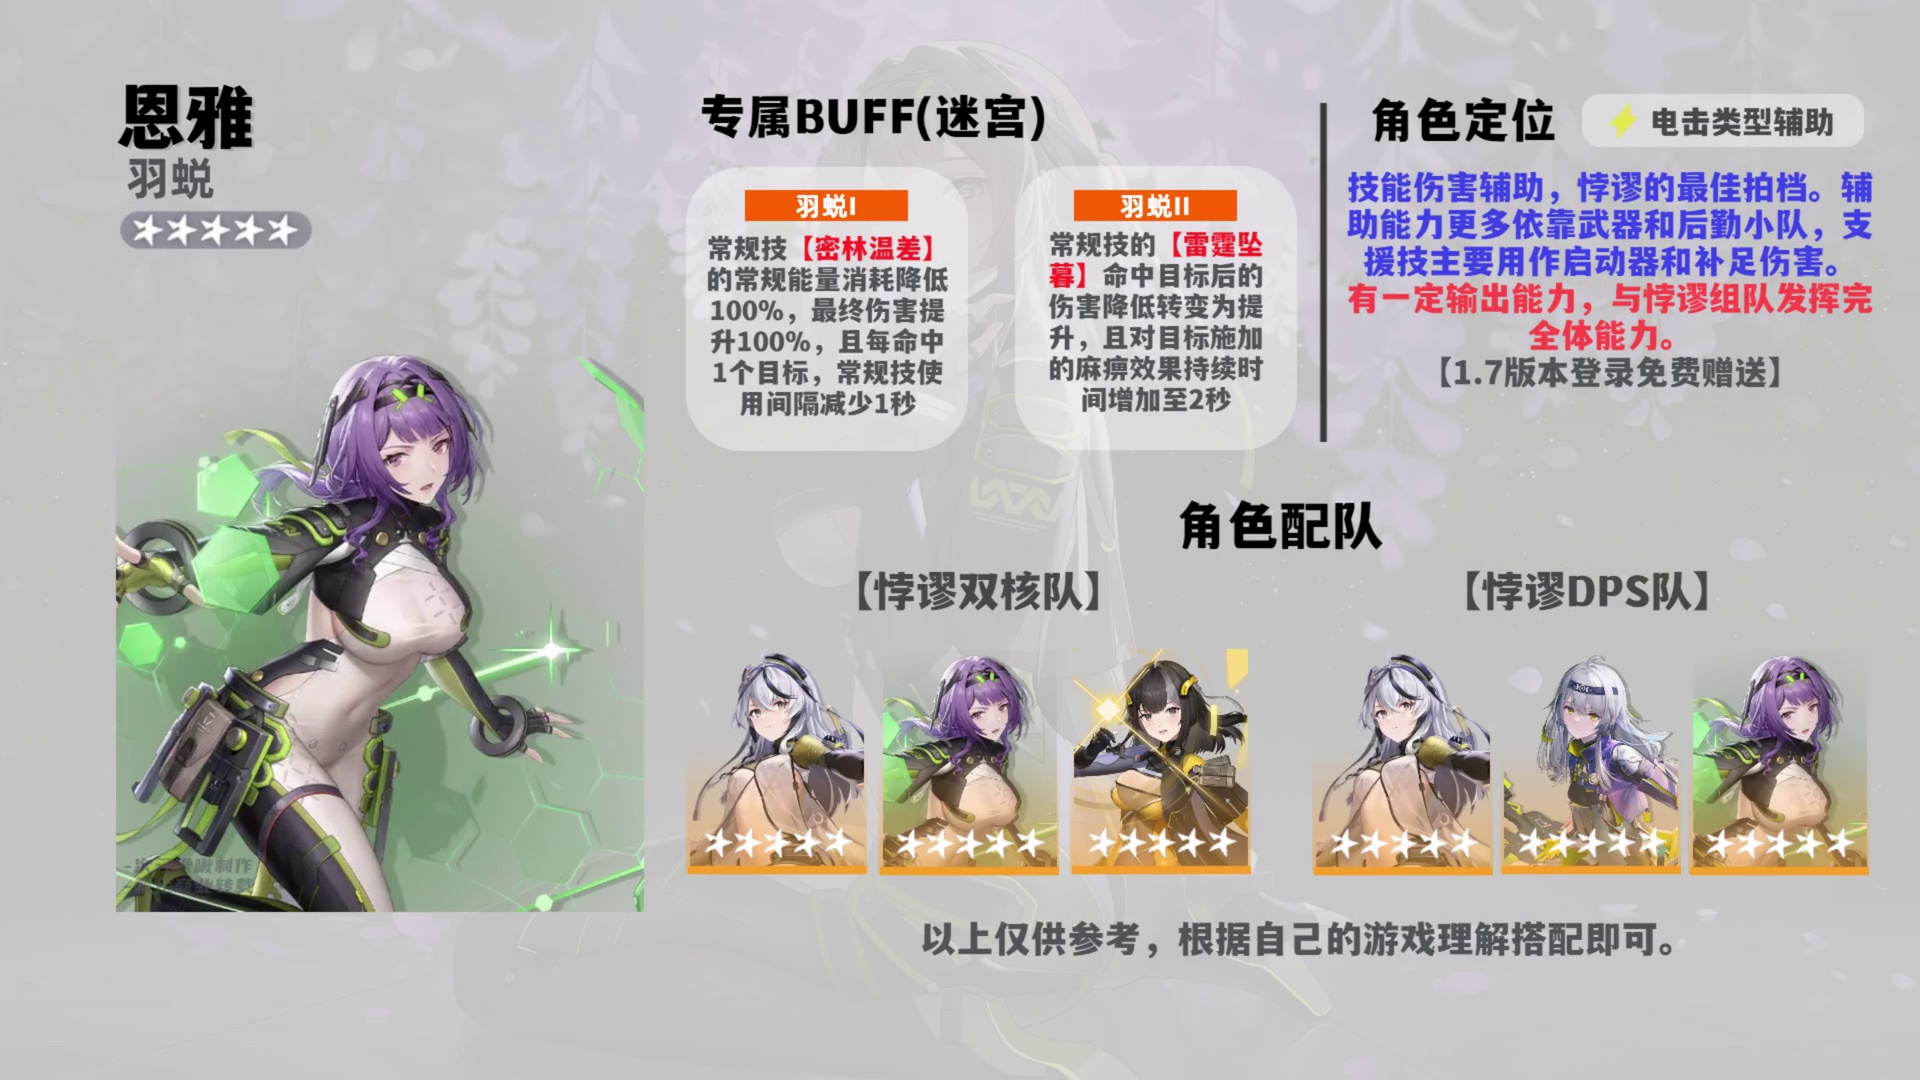 恩雅
羽蜕
专属BUFF(迷宫)
羽蜕I
常规技【密林温差】
的常规能量消耗降低
100%，最终伤害提
升100%，且每命中
1个目标，常规技使
用间隔减少1秒
羽蜕II
常规技的【雷霆坠
暮】命中目标后的
伤害降低转变为提
升，且对目标施加
的麻痹效果持续时
间增加至2秒
角色定位
电击类型辅助
技能伤害辅助，悖谬的最佳拍档。辅
助能力更多依靠武器和后勤小队，支
援技主要用作启动器和补足伤害。
有一定输出能力，与悖谬组队发挥完
全体能力。
【1.7版本登录免费赠送】
角色配队
【悖谬双核队】
【悖谬DPS队】
以上仅供参考，根据自己的游戏理解搭配即可。